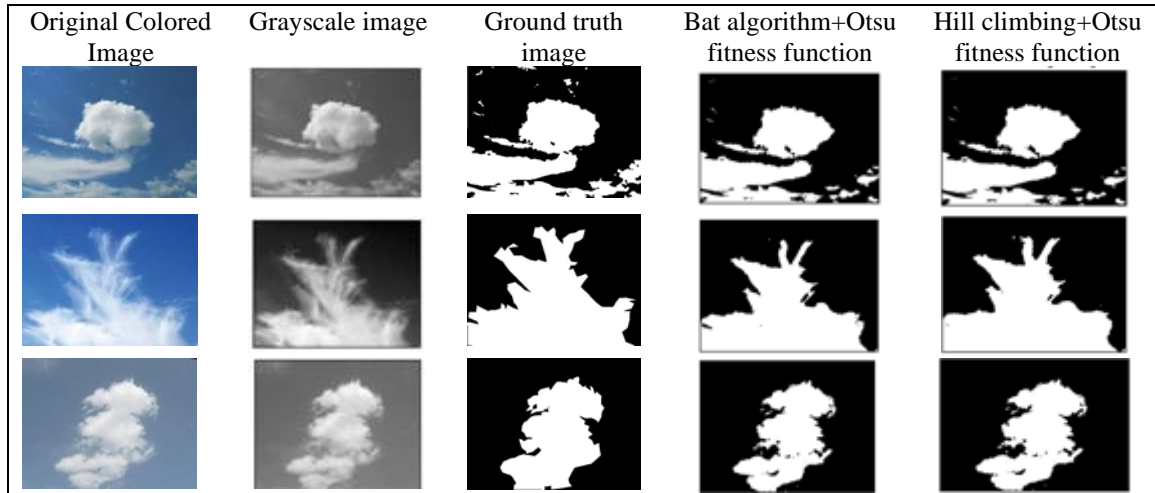 Original Colored Image
Grayscale image
Ground truth image
Bat algorithm+Otsu fitness function
Hill climbing+Otsu fitness function